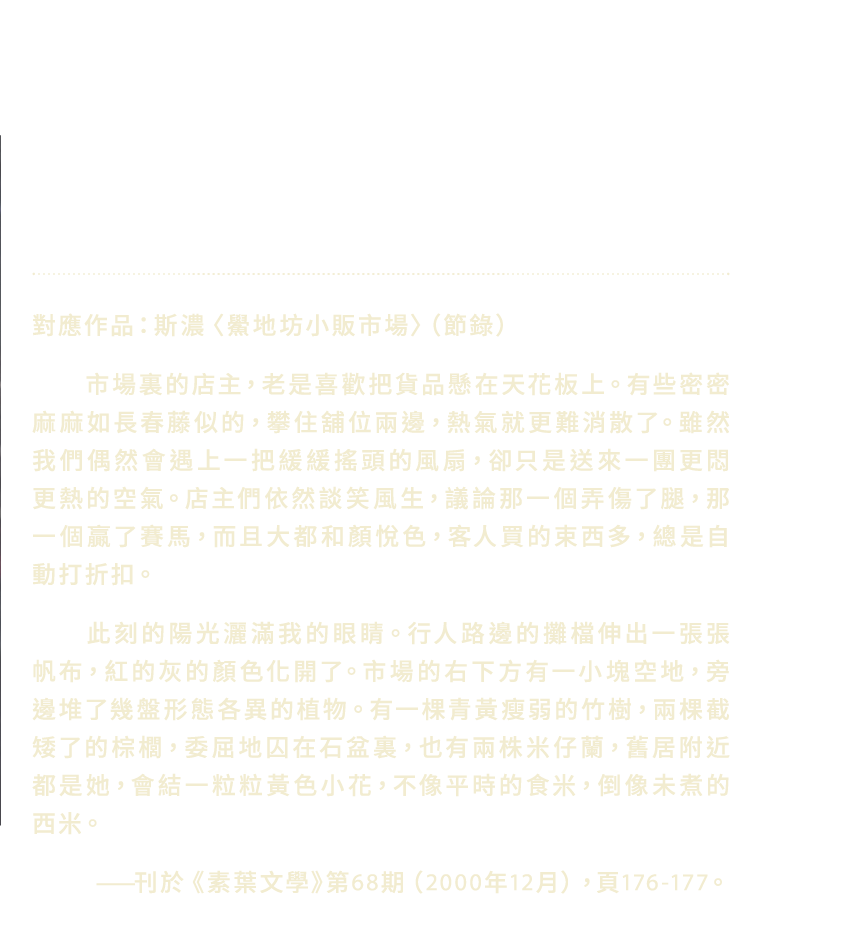 對應作品：斯濃〈鱟地坊小販市場〉（節錄）
市場裏的店主，老是喜歡把貨品懸在天花板上。有些密密
麻麻如長春藤似的，攀住舖位兩邊，熱氣就更難消散了。雖然
我們偶然會遇上一把緩緩搖頭的風扇，卻只是送來一團更悶
更熱的空氣。店主們依然談笑風生，議論那一個弄傷了腿，那
一個贏了賽馬，而且大都和顏悅色，客人買的東西多，總是自
動打折扣。
此刻的陽光灑滿我的眼睛。行人路邊的攤檔伸出一張張
帆布，紅的灰的顏色化開了。市場的右下方有一小塊空地，旁
邊堆了幾盤形態各異的植物。有一棵青黃瘦弱的竹樹，兩棵截
矮了的棕櫚，委屈地囚在石盆裏，也有兩株米仔蘭，舊居附近
都是她，會結一粒粒黃色小花，不像平時的食米，倒像未煮的
西米。
——刊於《素葉文學》第68期（2000年12月），頁176-177。